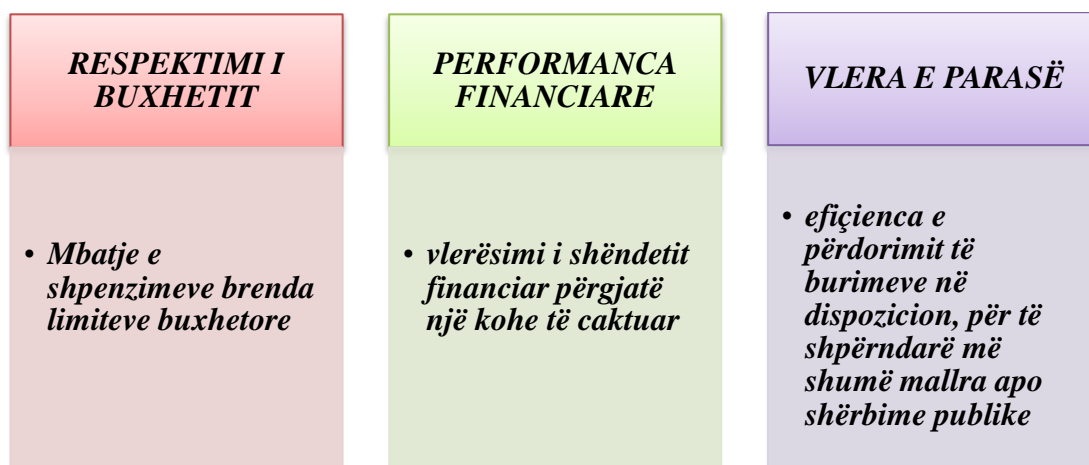 RESPEKTIMI I
BUXHETIT
• Mbatje e
shpenzimeve brenda
limiteve buxhetore
PERFORMANCA
FINANCIARE
• vlerësimi i shëndetit
financiar përgjatë
një kohe të caktuar
VLERA E PARASË
• efiçienca e
përdorimit të
burimeve në
dispozicion, për të
shpërndarë më
shumë mallra apo
shërbime publike